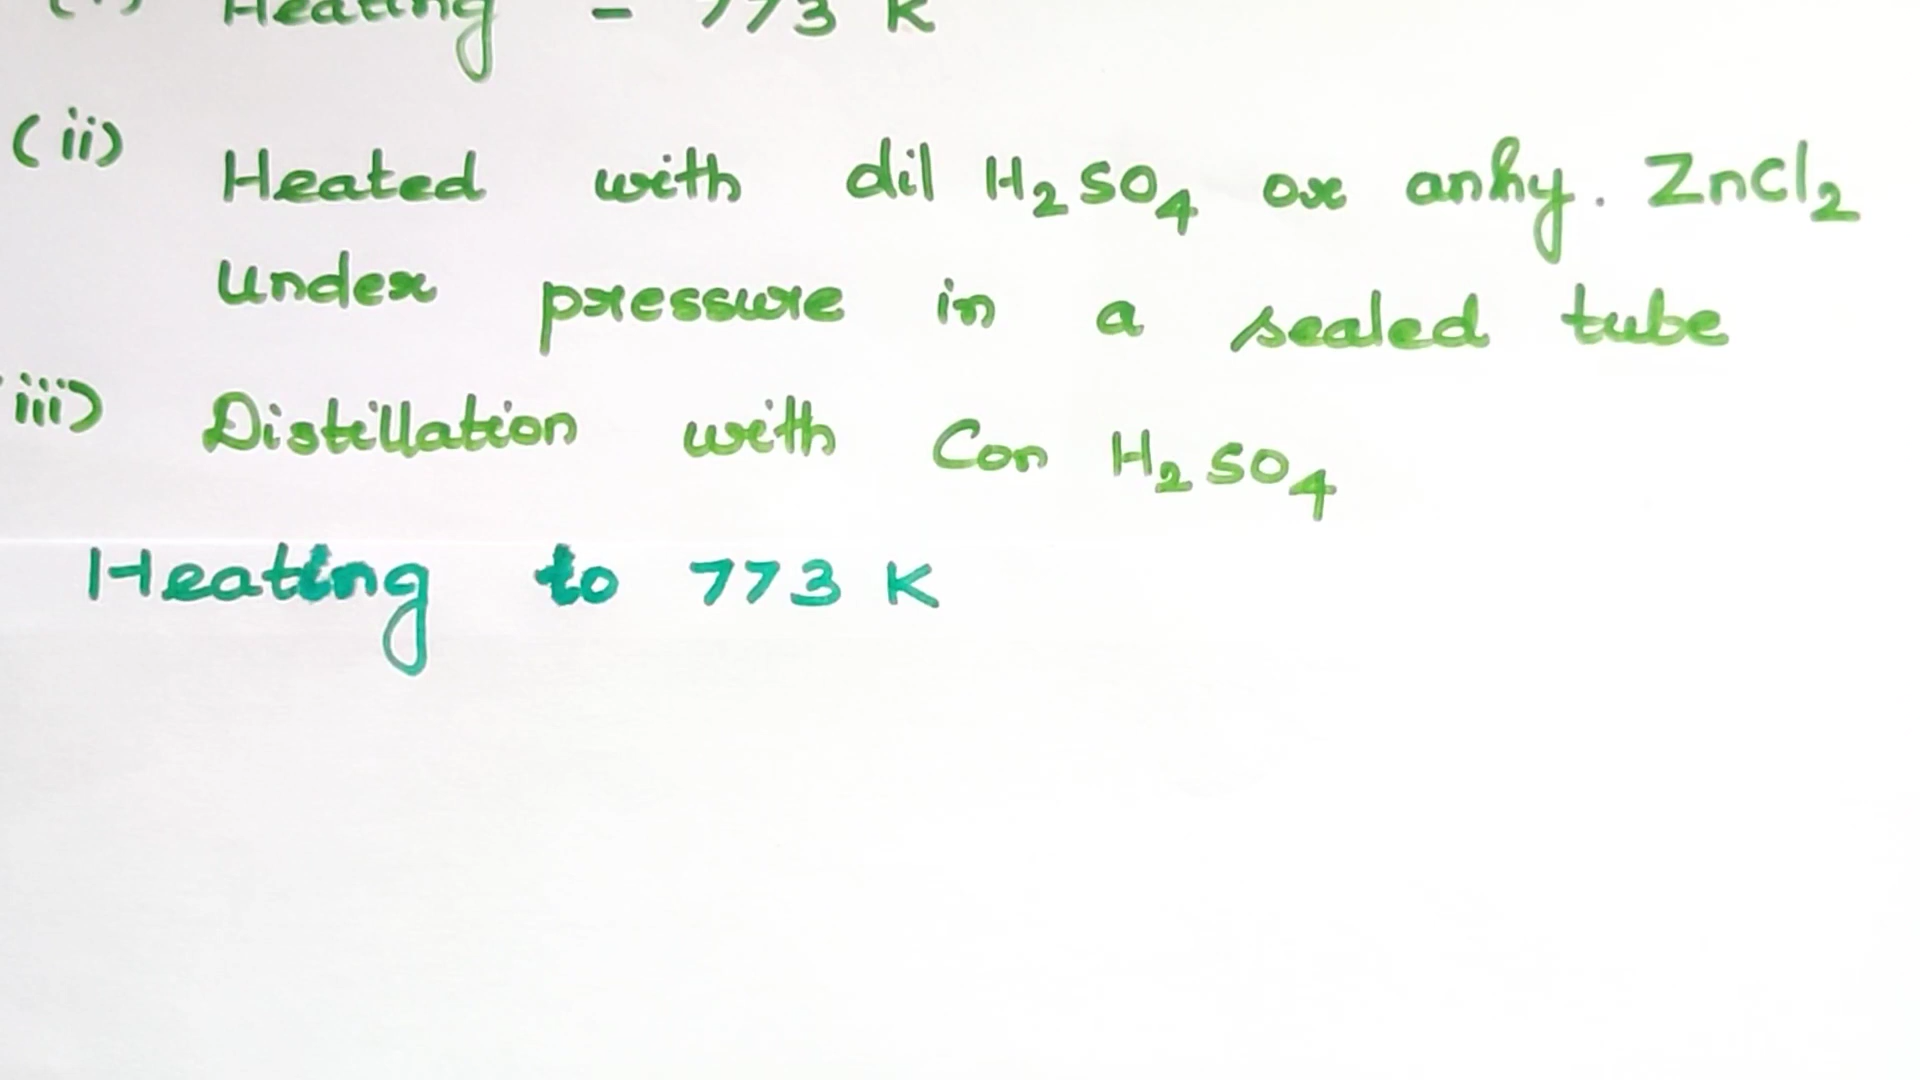 (i) Heating - 773 K
(ii) Heated with dil H₂SO₄ or anhy. ZnCl₂
under pressure in a sealed tube
iii) Distillation with Con H₂SO₄
Heating to 773 K